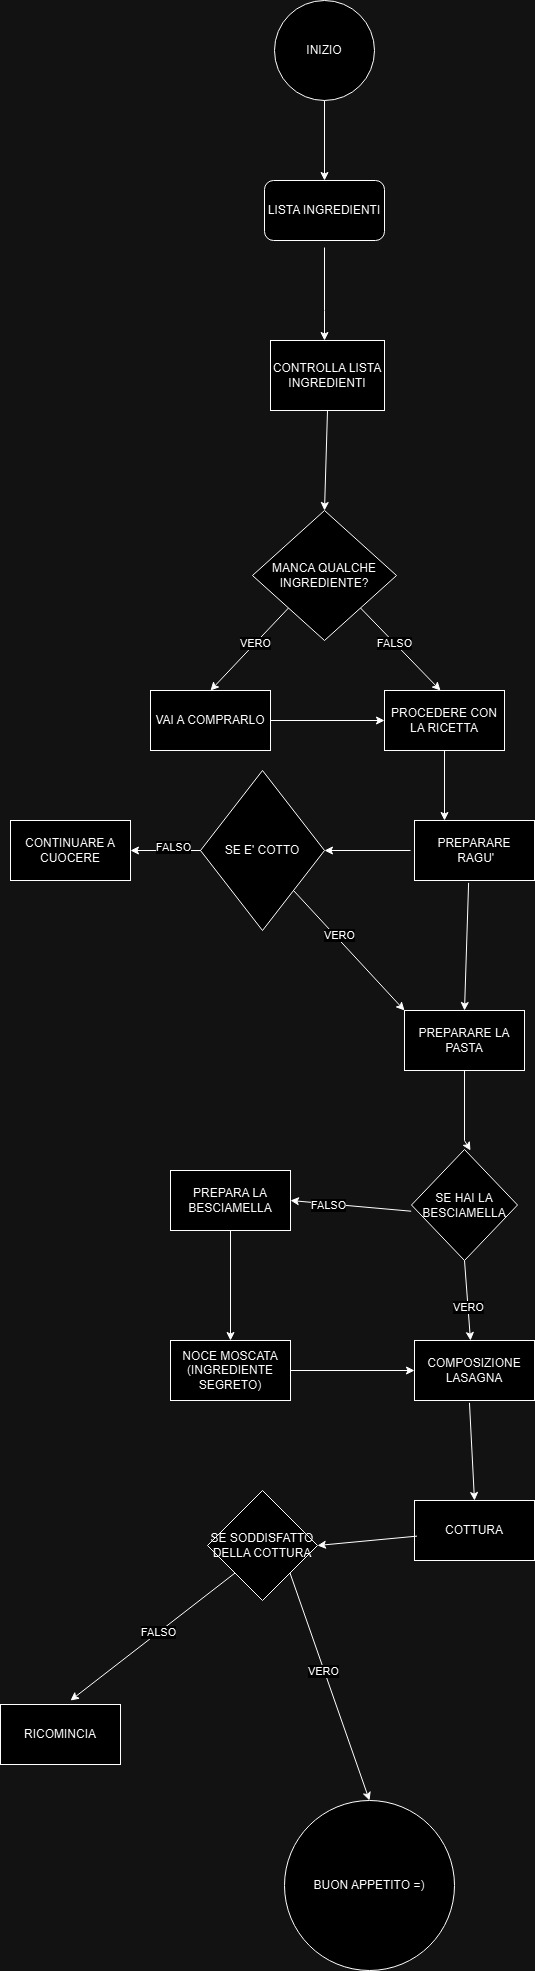 INIZIO
LISTA INGREDIENTI
CONTROLLA LISTA
INGREDIENTI
MANCA QUALCHE
INGREDIENTE?
VERO
FALSO
VAI A COMPRARLO
PROCEDERE CON
LA RICETTA
CONTINUARE A
CUOCERE
FALSO
SE E' COTTO
PREPARARE
RAGU'
VERO
PREPARARE LA
PASTA
PREPARA LA
BESCIAMELLA
FALSO
SE HAI LA
BESCIAMELLA
VERO
NOCE MOSCATA
(INGREDIENTE
SEGRETO)
COMPOSIZIONE
LASAGNA
SE SODDISFATTO
DELLA COTTURA
COTTURA
FALSO
VERO
RICOMINCIA
BUON APPETITO =)